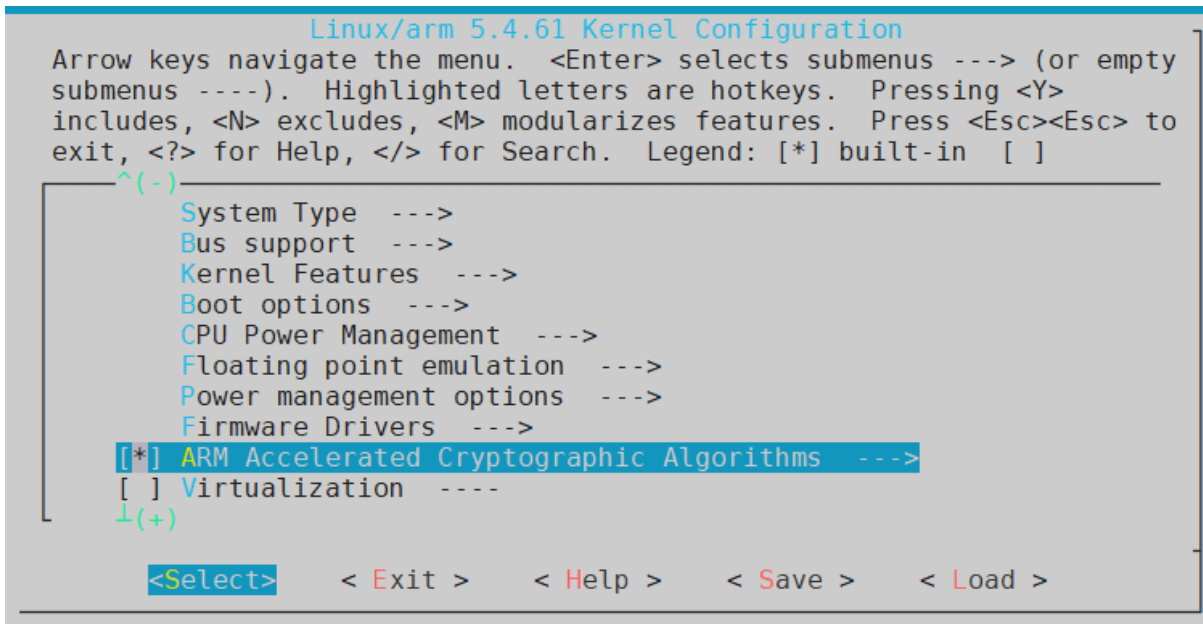 Linux/arm 5.4.61 Kernel Configuration
Arrow keys navigate the menu.  <Enter> selects submenus ---> (or empty
submenus ----).  Highlighted letters are hotkeys.  Pressing <Y>
includes, <N> excludes, <M> modularizes features.  Press <Esc><Esc> to
exit, <?> for Help, </> for Search.  Legend: [*] built-in  [ ]
^(-)
System Type  --->
Bus support  --->
Kernel Features  --->
Boot options  --->
CPU Power Management  --->
Floating point emulation  --->
Power management options  --->
Firmware Drivers  --->
[*] ARM Accelerated Cryptographic Algorithms  --->
[ ] Virtualization  ----
┴(+)
<Select>    < Exit >    < Help >    < Save >    < Load >